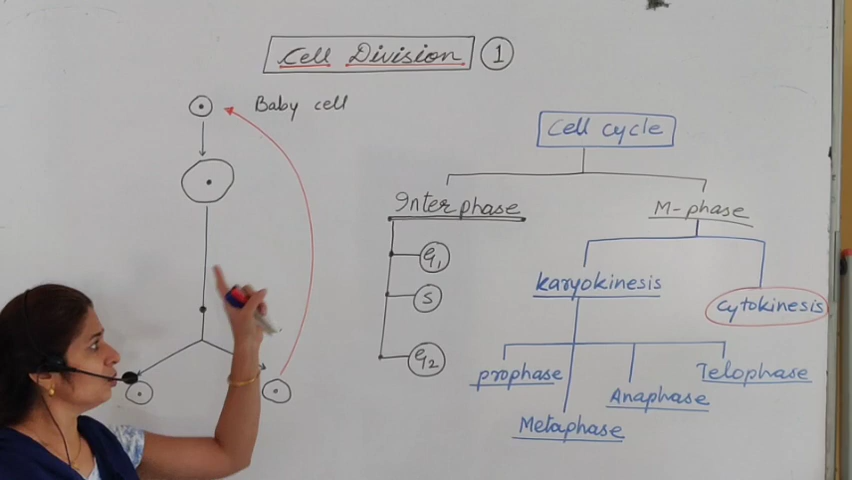 Cell Division 1
Baby cell
Cell cycle
Interphase
M-phase
G1
S
G2
karyokinesis
cytokinesis
prophase
Metaphase
Anaphase
Telophase